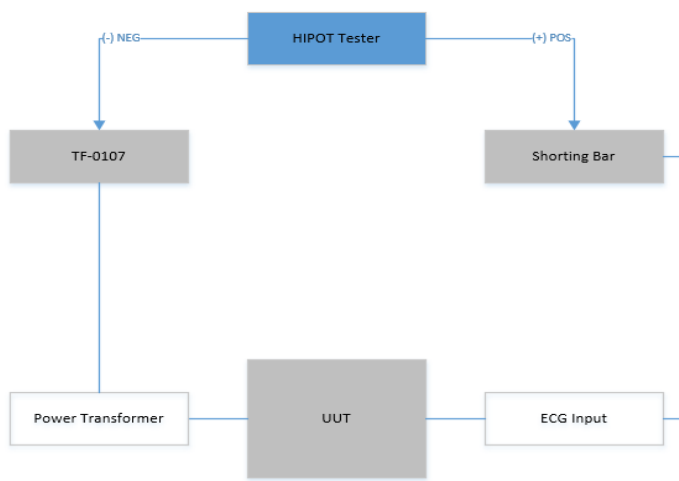 (-) NEG
HIPOT Tester
(+) POS
TF-0107
Shorting Bar
Power Transformer
UUT
ECG Input